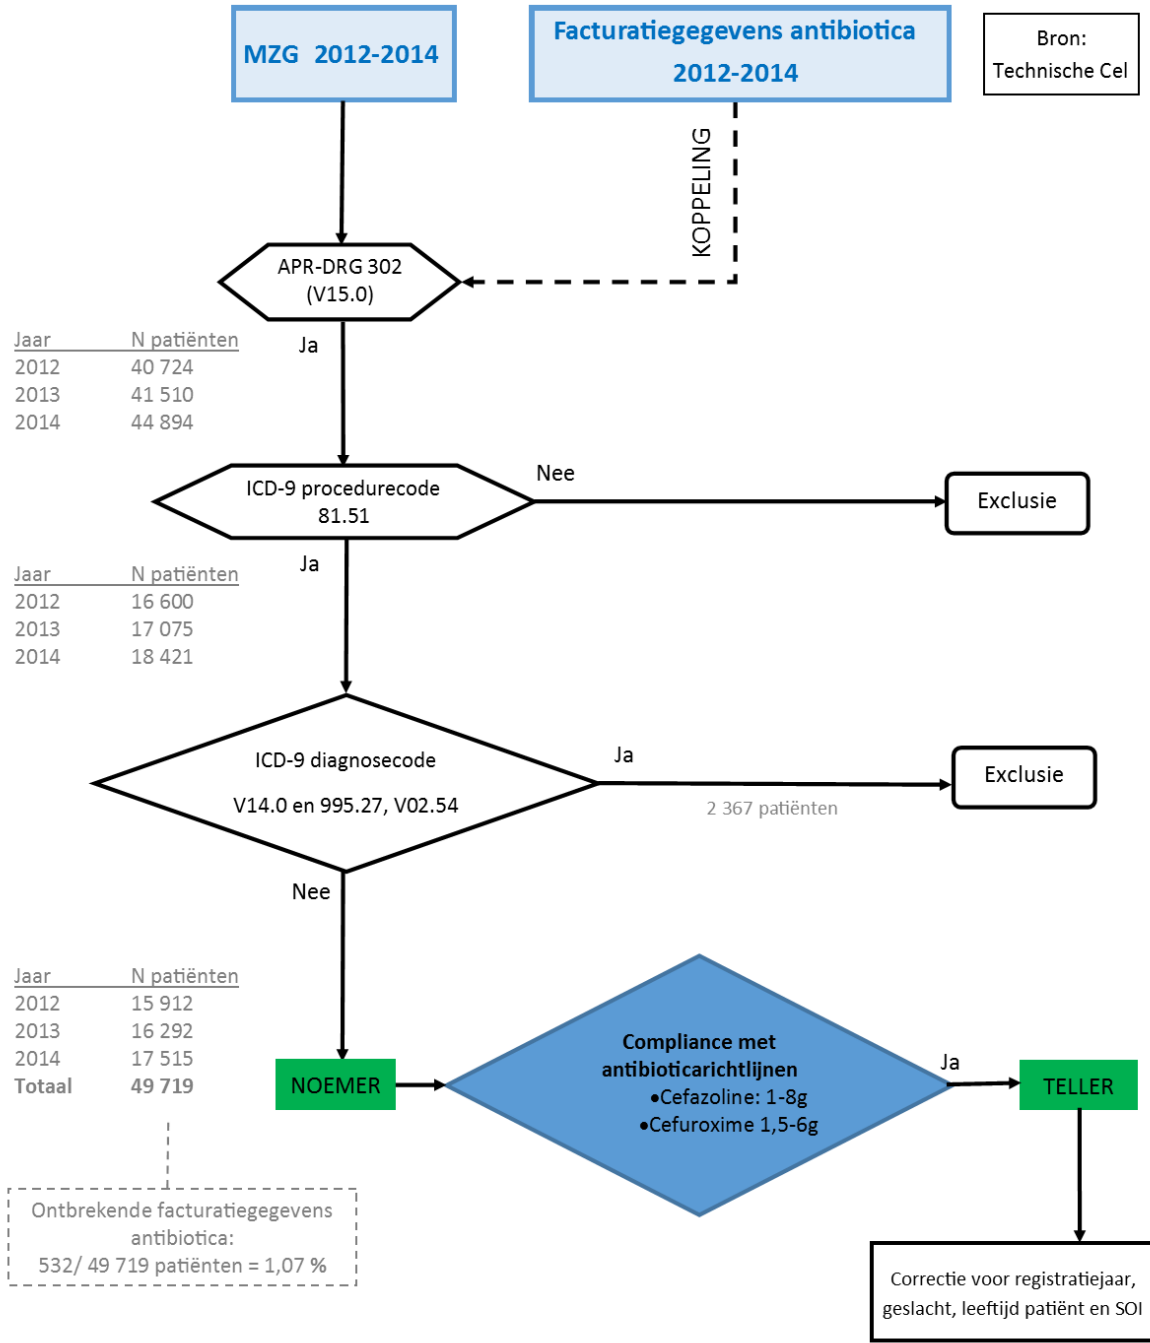 MZG 2012-2014
Facturatiegegevens antibiotica
2012-2014
Bron:
Technische Cel
KOPPELING
APR-DRG 302
(V15.0)
Ja
Jaar N patiënten
2012 40 724
2013 41 510
2014 44 894
ICD-9 procedurecode
81.51
Nee
Exclusie
Ja
Jaar N patiënten
2012 16 600
2013 17 075
2014 18 421
ICD-9 diagnosecode
V14.0 en 995.27, V02.54
Ja
2 367 patiënten
Exclusie
Nee
Jaar N patiënten
2012 15 912
2013 16 292
2014 17 515
Totaal 49 719
NOEMER
Compliance met
antibioticarichtlijnen
•Cefazoline: 1-8g
•Cefuroxime 1,5-6g
Ja
TELLER
Ontbrekende facturatiegegevens
antibiotica:
532/ 49 719 patiënten = 1,07 %
Correctie voor registratiejaar,
geslacht, leeftijd patiënt en SOI